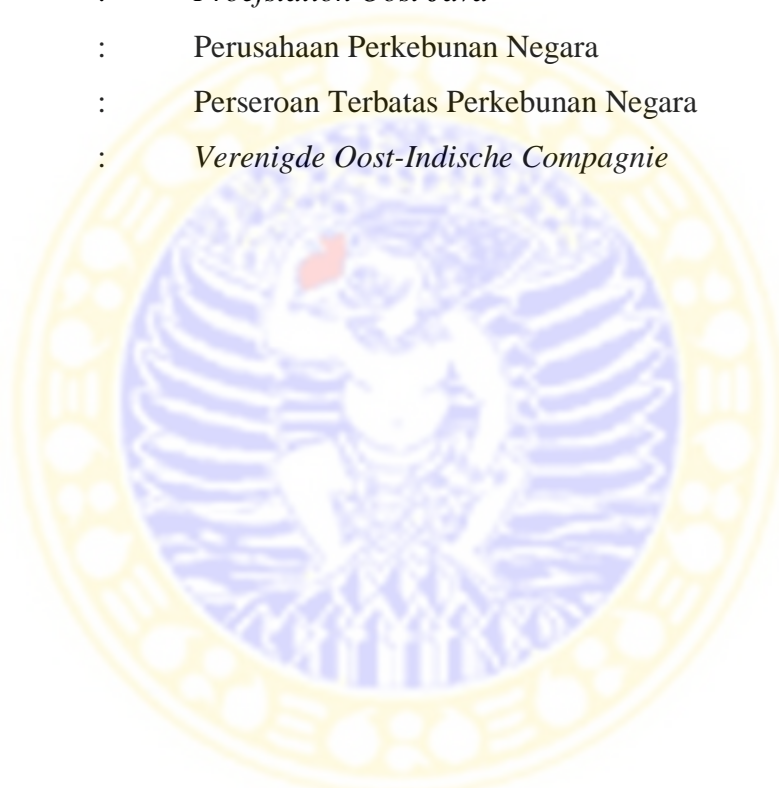 : Perusahaan Perkebunan Negara
: Perseroan Terbatas Perkebunan Negara
: Verenigde Oost-Indische Compagnie